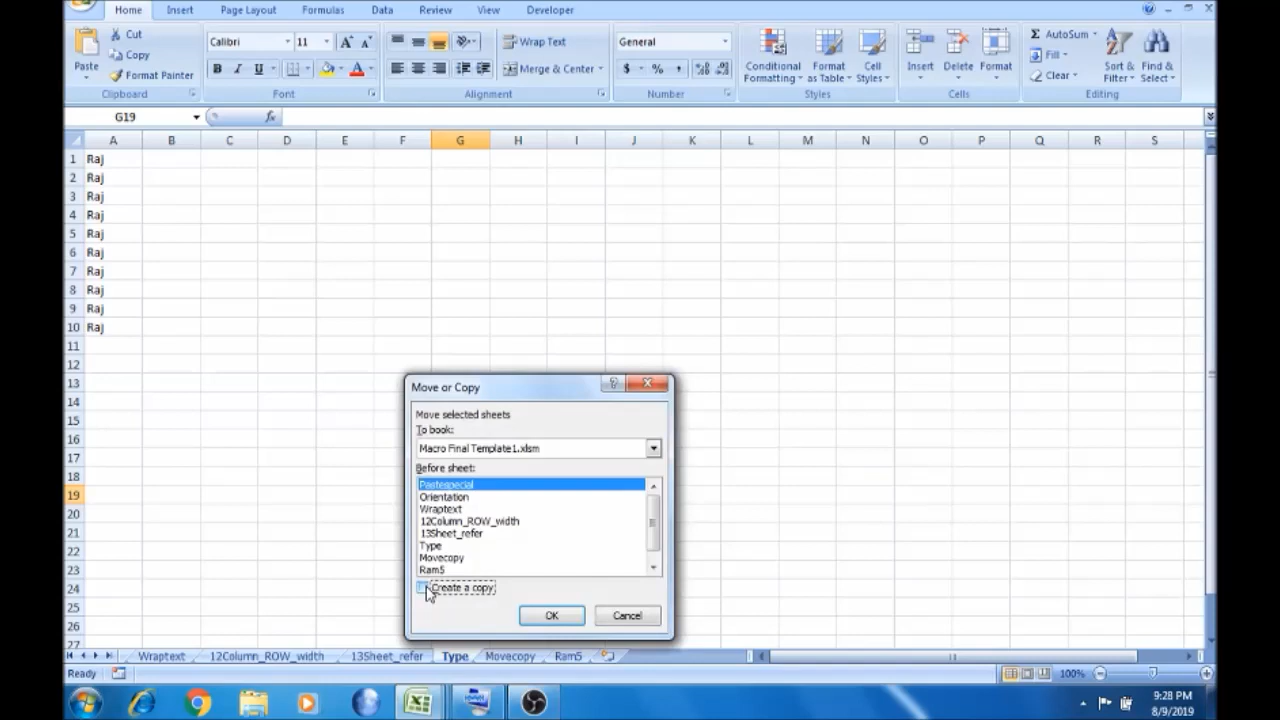 Home Insert Page Layout Formulas Data Review View Developer
Cut
Copy
Format Painter
Paste
Clipboard
Calibri 11
B I U
Font
Wrap Text
Merge & Center
Alignment
General
$ % ,
Number
Conditional Formatting
Format as Table
Cell Styles
Styles
Insert Delete Format
Cells
Σ AutoSum
Fill
Clear
Sort & Filter
Find & Select
Editing
G19 fx
A B C D E F G H I J K L M N O P Q R S
1 Raj
2 Raj
3 Raj
4 Raj
5 Raj
6 Raj
7 Raj
8 Raj
9 Raj
10 Raj
11
12
13
14
15
16
17
18
19
20
21
22
23
24
25
26
27
Move or Copy
Move selected sheets
To book:
Macro Final Template1.xlsm
Before sheet:
Pastespecial
Orientation
Wraptext
12Column_ROW_width
13Sheet_refer
Type
Movecopy
Ram5
Create a copy
OK Cancel
Wraptext 12Column_ROW_width 13Sheet_refer Type Movecopy Ram5
Ready 100%
9:28 PM
8/9/2019